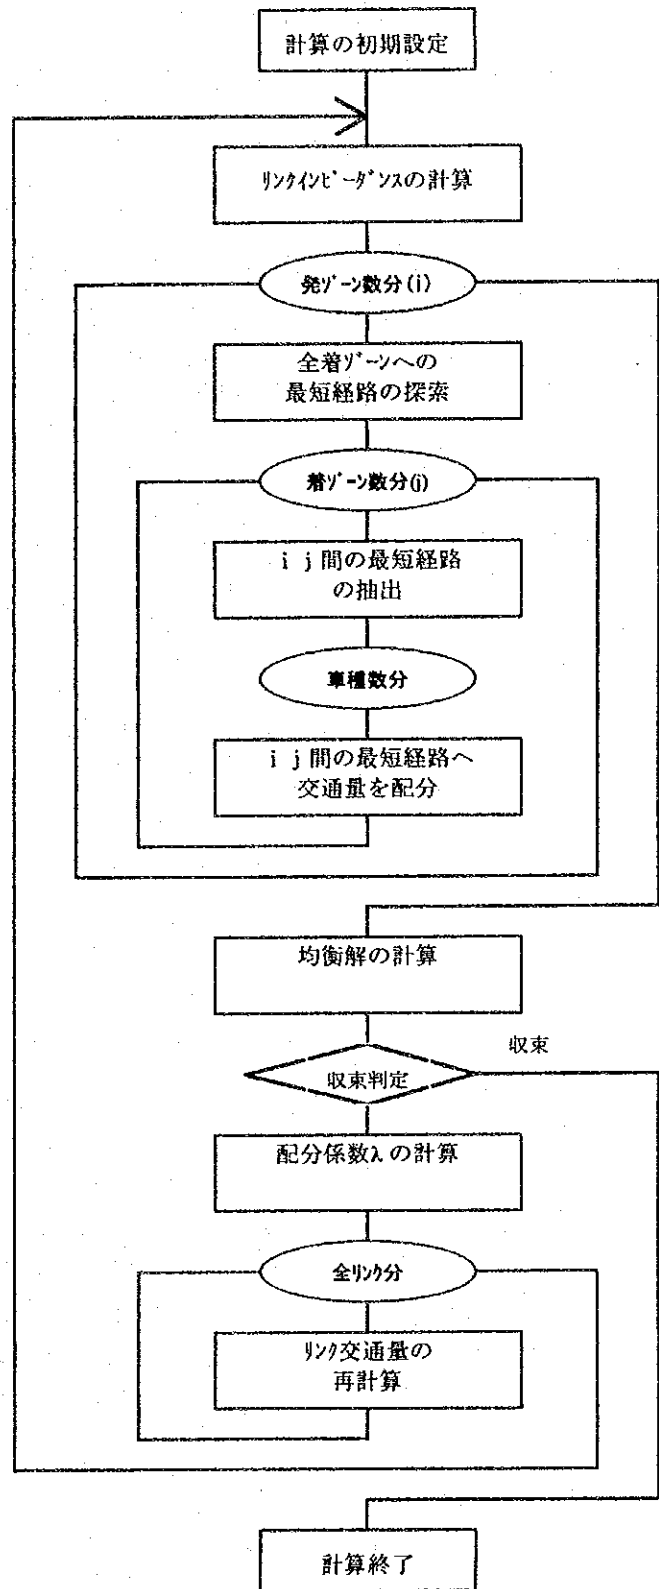 計算の初期設定
ﾘﾝｸｲﾝﾋﾟｰﾀﾞﾝｽの計算
発ｿﾞｰﾝ数分(i)
全着ｿﾞｰﾝへの
最短経路の探索
着ｿﾞｰﾝ数分(j)
i j 間の最短経路
の抽出
車種数分
i j 間の最短経路へ
交通量を配分
均衡解の計算
収束
収束判定
配分係数λの計算
全ﾘﾝｸ分
ﾘﾝｸ交通量の
再計算
計算終了